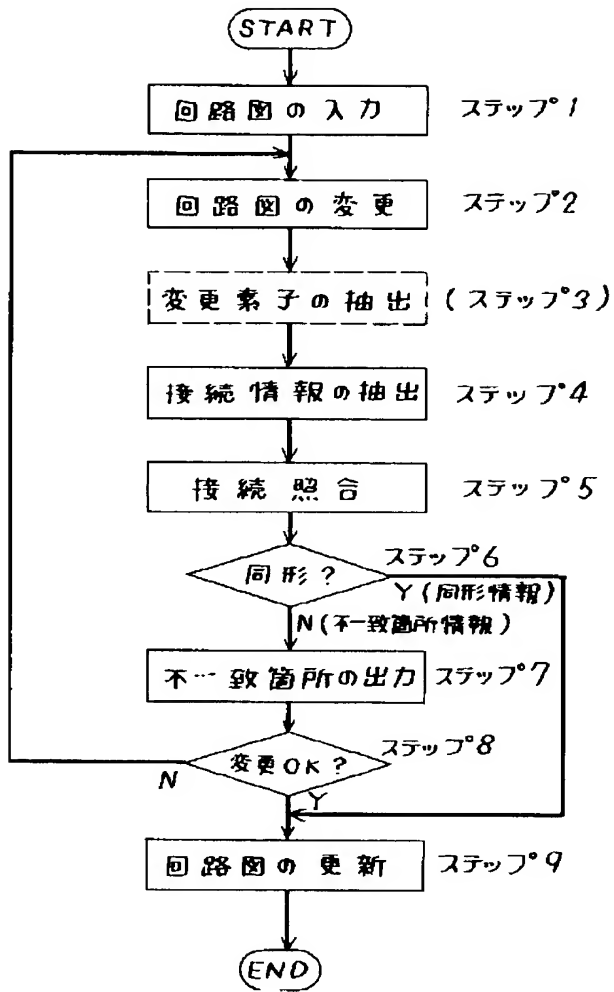 START
回路図の入力 ステップ1
回路図の変更 ステップ2
変更素子の抽出 (ステップ3)
接続情報の抽出 ステップ4
接続照合 ステップ5
ステップ6
同形?
Y(同形情報)
N(不一致箇所情報)
不一致箇所の出力 ステップ7
ステップ8
変更OK?
N
Y
回路図の更新 ステップ9
END